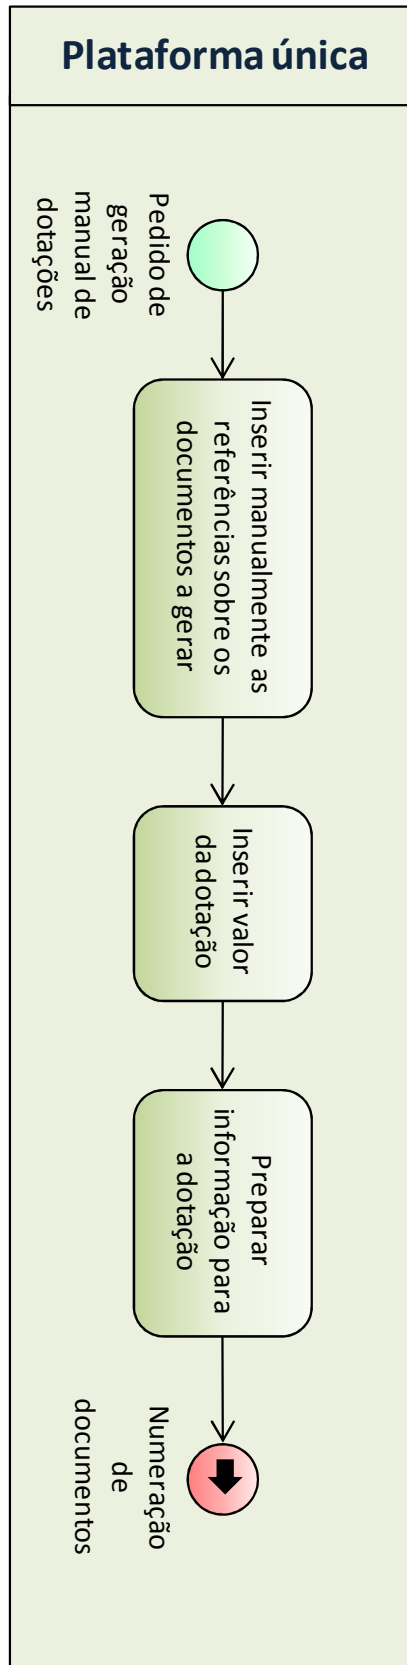 Plataforma única
Pedido de
geração
manual de
dotações
Inserir manualmente as
referências sobre os
documentos a gerar
Inserir valor
da dotação
Preparar
informação para
a dotação
Numeração
de
documentos